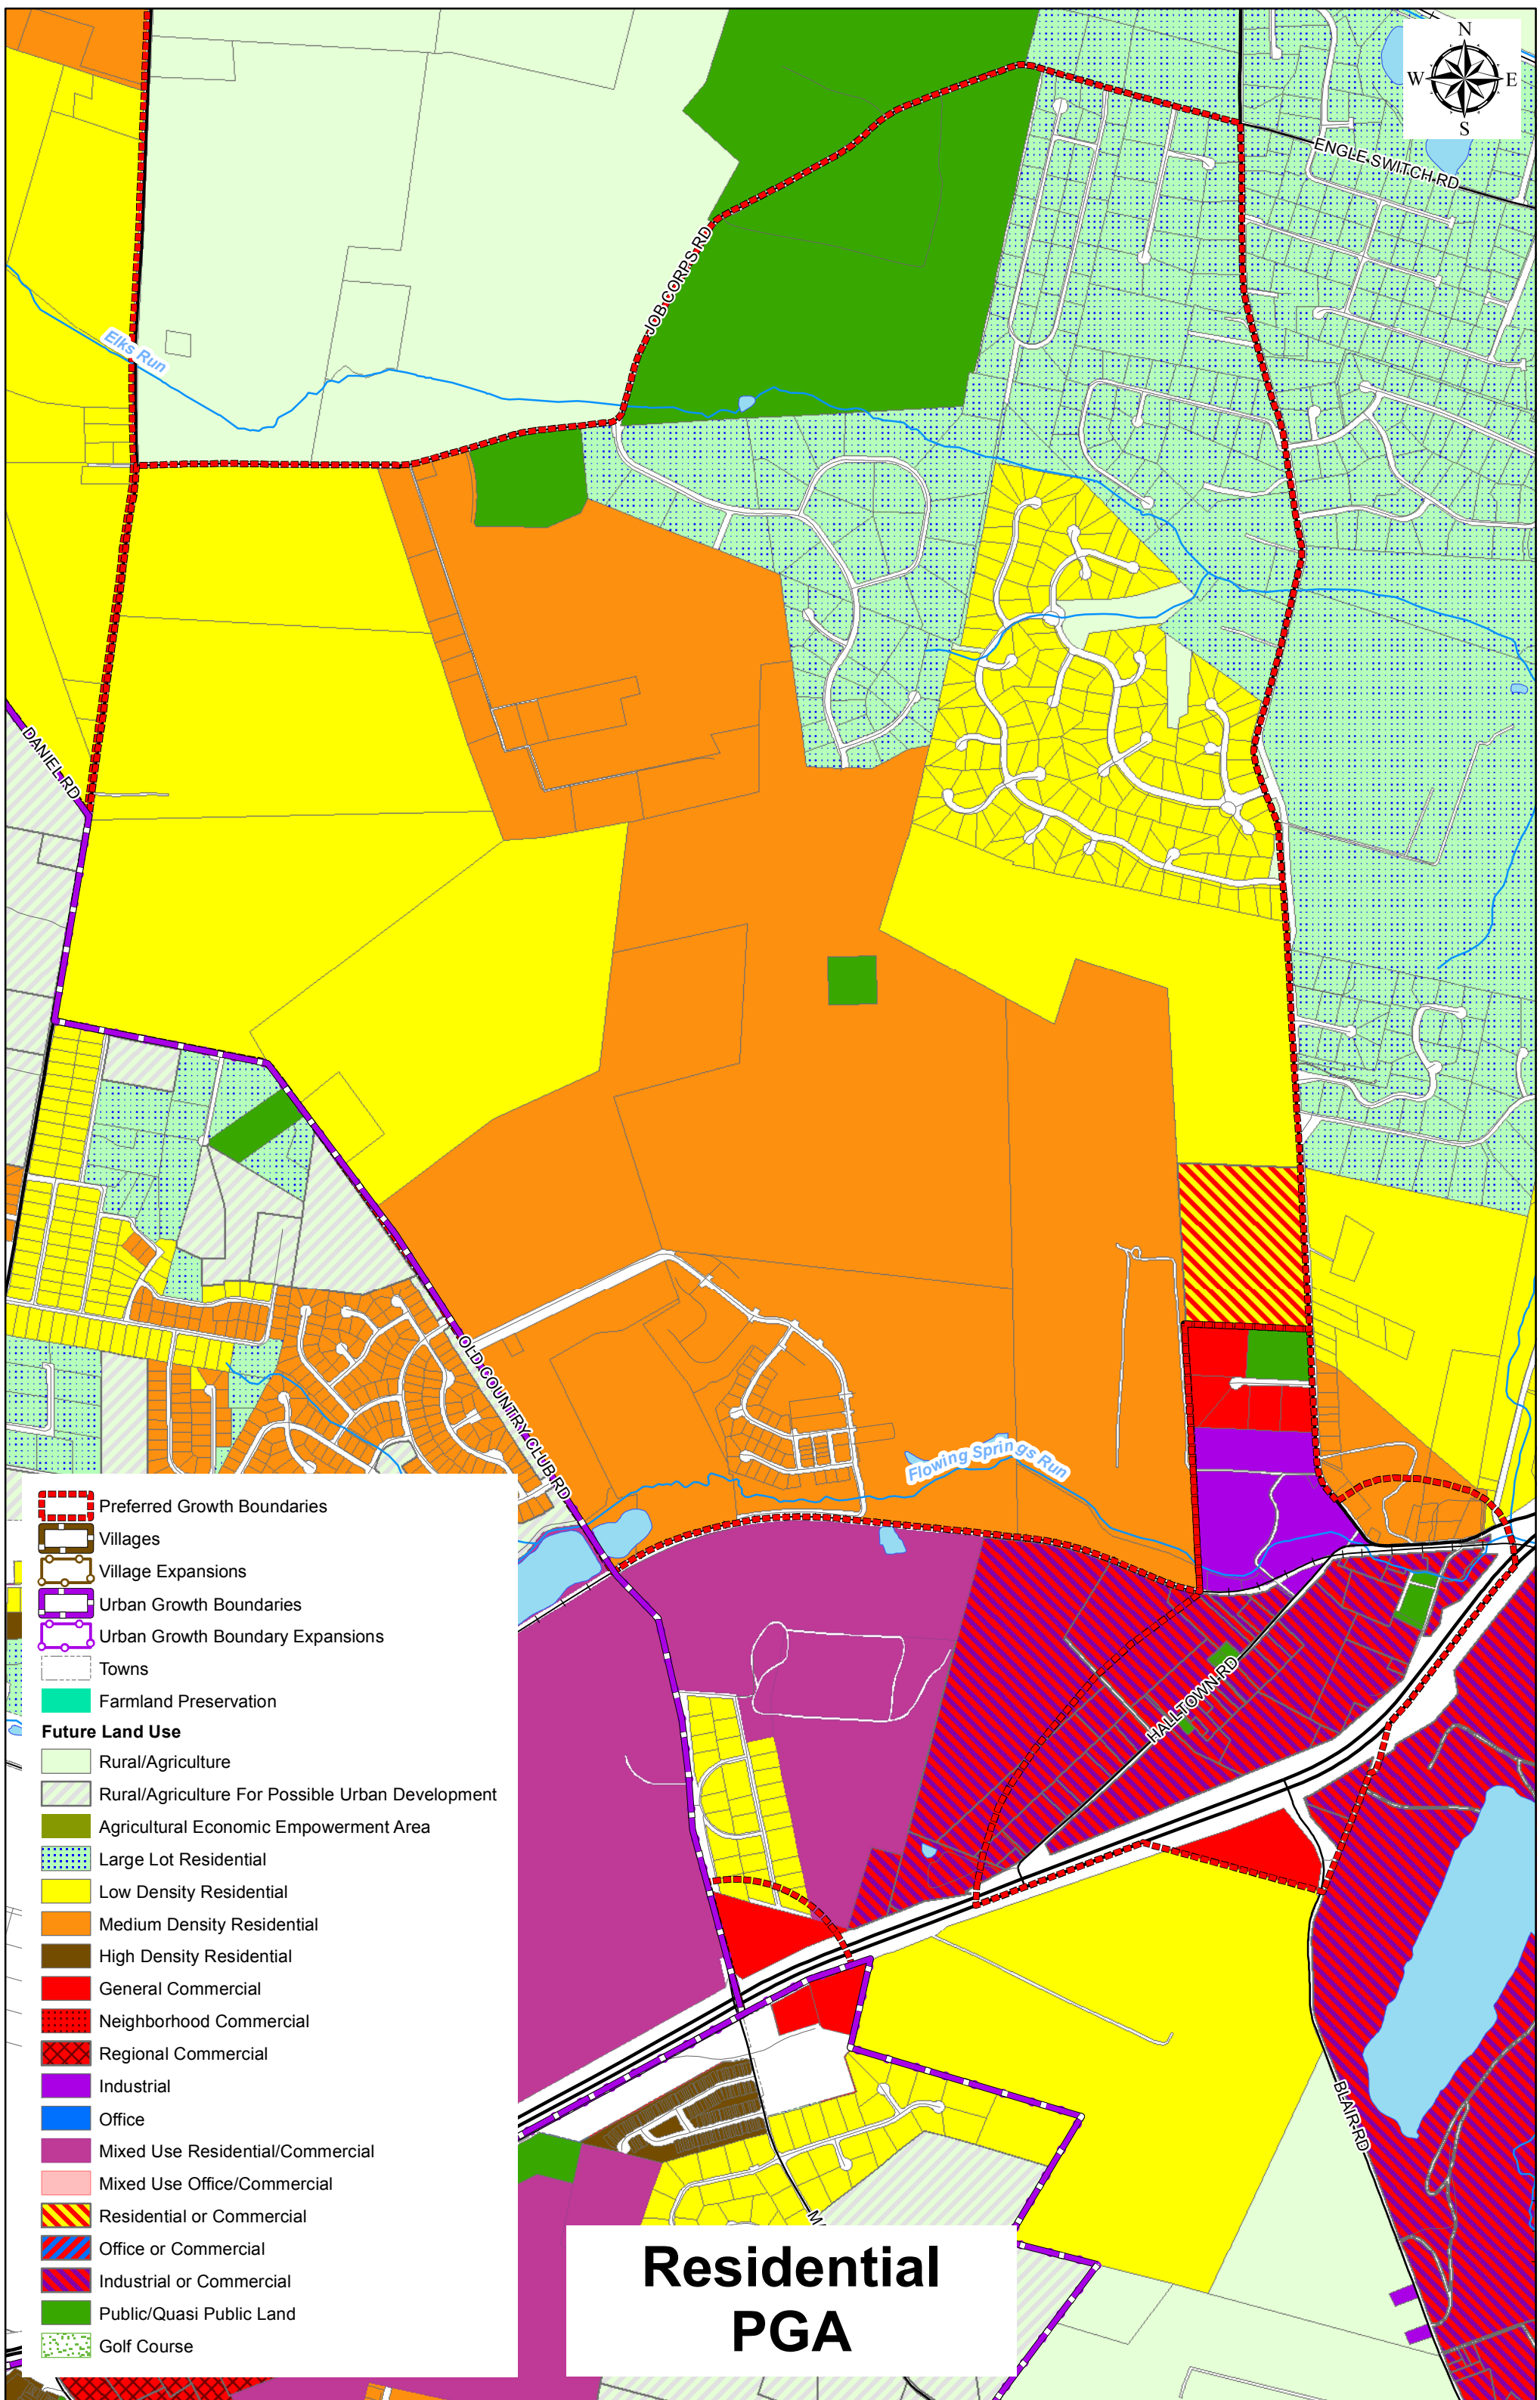 N
W E
S
ENGLE SWITCH RD
JOB CORPS RD
Elks Run
DANIEL RD
OLD COUNTRY CLUB RD
Flowing Springs Run
HALLTOWN RD
BLAIR RD
Preferred Growth Boundaries
Villages
Village Expansions
Urban Growth Boundaries
Urban Growth Boundary Expansions
Towns
Farmland Preservation
Future Land Use
Rural/Agriculture
Rural/Agriculture For Possible Urban Development
Agricultural Economic Empowerment Area
Large Lot Residential
Low Density Residential
Medium Density Residential
High Density Residential
General Commercial
Neighborhood Commercial
Regional Commercial
Industrial
Office
Mixed Use Residential/Commercial
Mixed Use Office/Commercial
Residential or Commercial
Office or Commercial
Industrial or Commercial
Public/Quasi Public Land
Golf Course
Residential
PGA